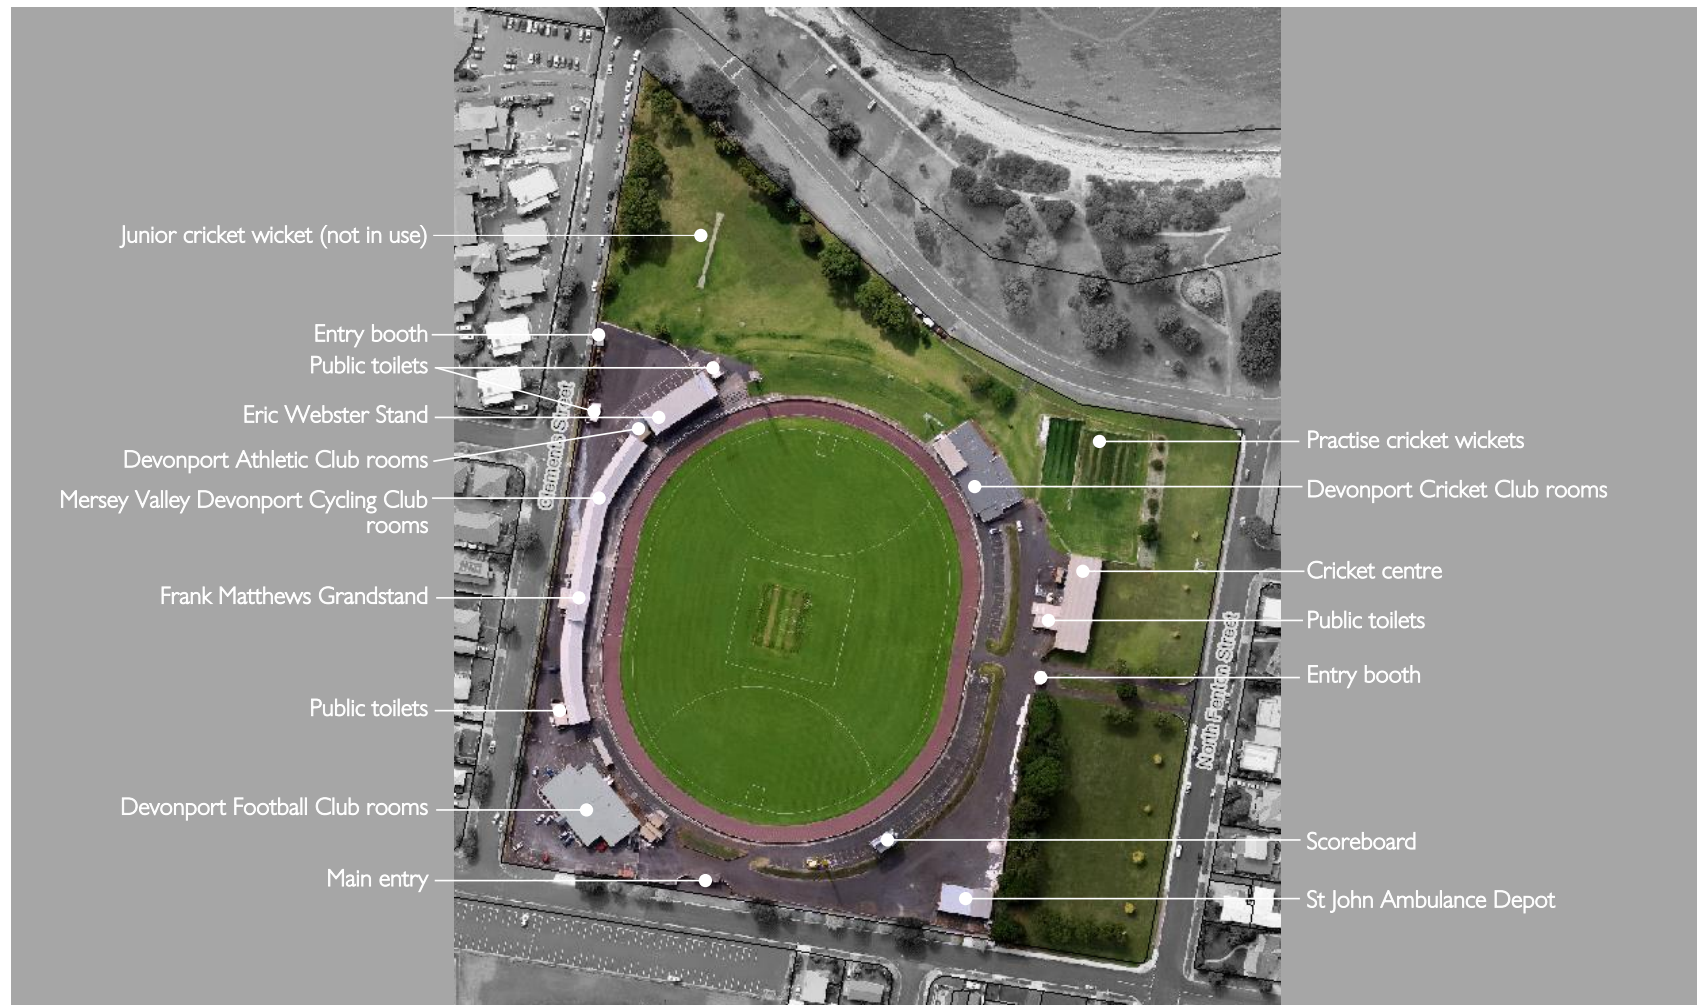 Junior cricket wicket (not in use)
Entry booth
Public toilets
Eric Webster Stand
Devonport Athletic Club rooms
Mersey Valley Devonport Cycling Club
rooms
Frank Matthews Grandstand
Public toilets
Devonport Football Club rooms
Main entry
Clements Street
Practise cricket wickets
Devonport Cricket Club rooms
Cricket centre
Public toilets
Entry booth
North Fenton Street
Scoreboard
St John Ambulance Depot